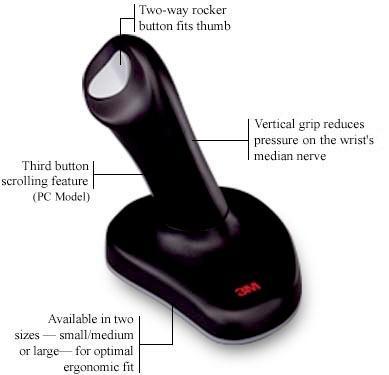 Two-way rocker
button fits thumb
Vertical grip reduces
pressure on the wrist's
median nerve
Third button
scrolling feature
(PC Model)
3M
Available in two
sizes — small/medium
or large— for optimal
ergonomic fit